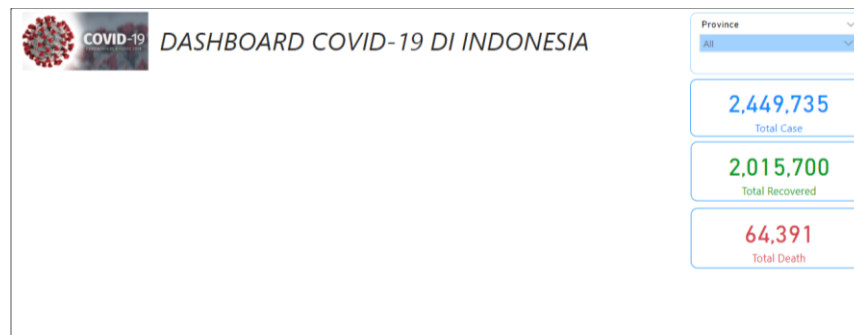 COVID-19
DASHBOARD COVID-19 DI INDONESIA
Province
All
2,449,735
Total Case
2,015,700
Total Recovered
64,391
Total Death